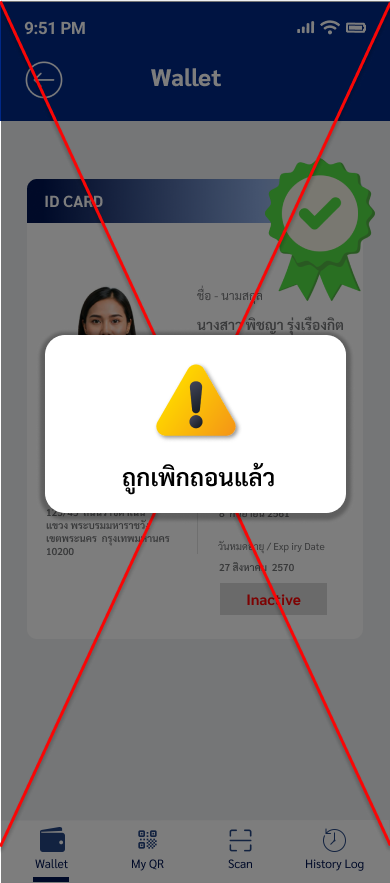 9:51 PM
Wallet
ID CARD
ชื่อ - นามสกุล
นางสาว พิชญา รุ่งเรืองกิต
ถูกเพิกถอนแล้ว
แขวง พระบรมมหาราชวัง
เขตพระนคร กรุงเทพมหานคร
10200
วันหมดอายุ / Exp iry Date
27 สิงหาคม 2570
Inactive
Wallet
My QR
Scan
History Log